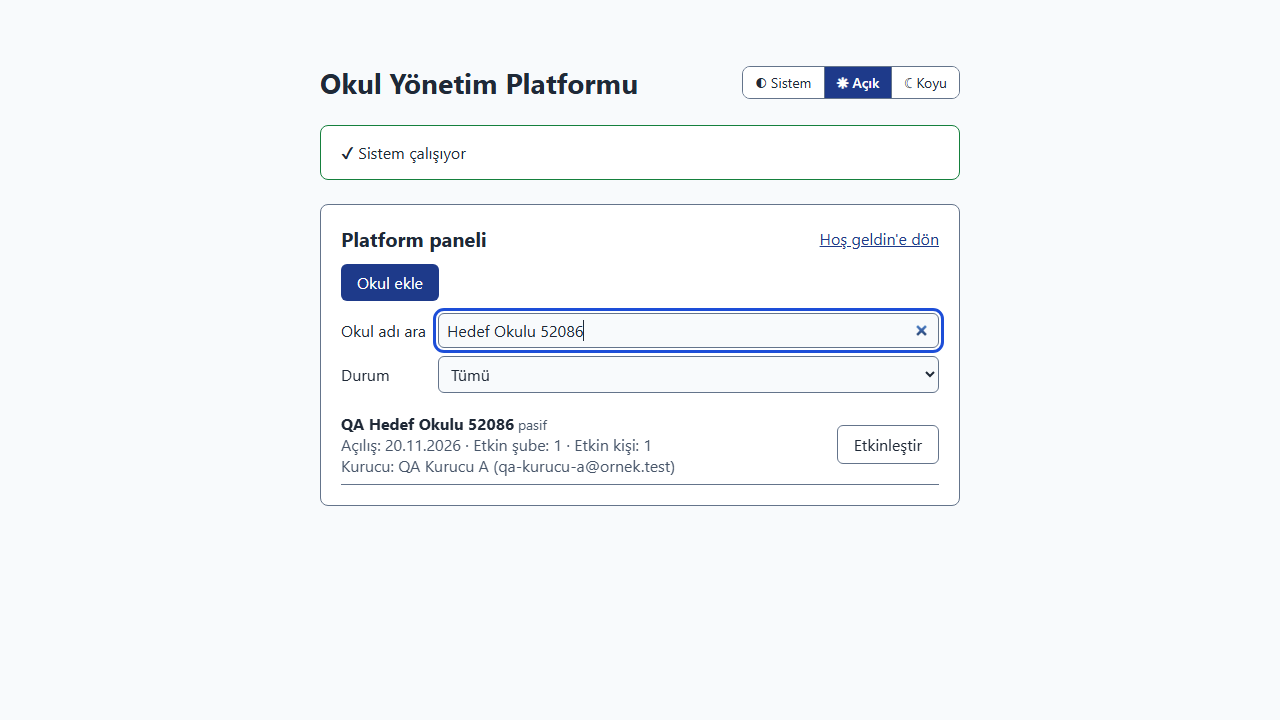 Okul Yönetim Platformu
◐ Sistem
❋ Açık
☾ Koyu
✓ Sistem çalışıyor
Platform paneli
Hoş geldin'e dön
Okul ekle
Okul adı ara
Hedef Okulu 52086
Durum
Tümü
QA Hedef Okulu 52086 pasif
Açılış: 20.11.2026 · Etkin şube: 1 · Etkin kişi: 1
Kurucu: QA Kurucu A (qa-kurucu-a@ornek.test)
Etkinleştir